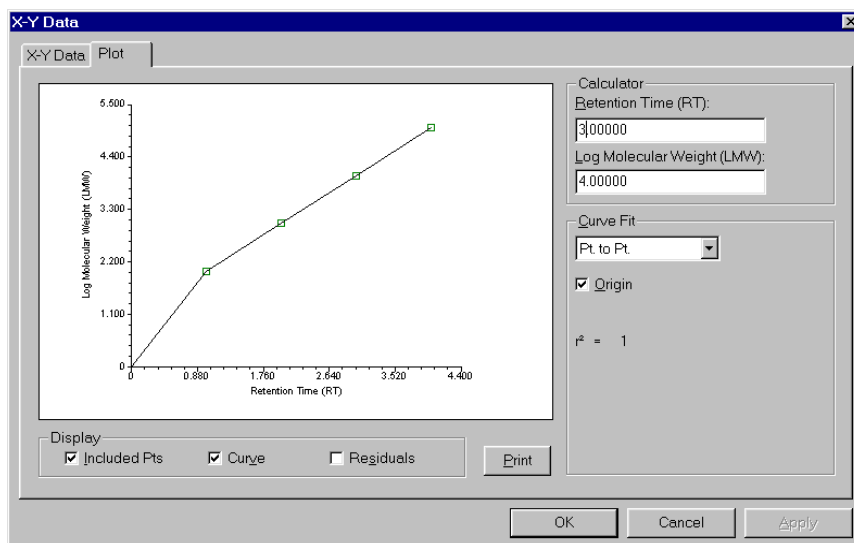 X-Y Data
X-Y Data Plot
5.500
4.400
3.300
2.200
1.100
0
Log Molecular Weight (LMW)
0 0.880 1.760 2.640 3.520 4.400
Retention Time (RT)
Calculator
Retention Time (RT):
3.00000
Log Molecular Weight (LMW):
4.00000
Curve Fit
Pt. to Pt.
Origin
r² = 1
Display
Included Pts Curve Residuals
Print
OK Cancel Apply